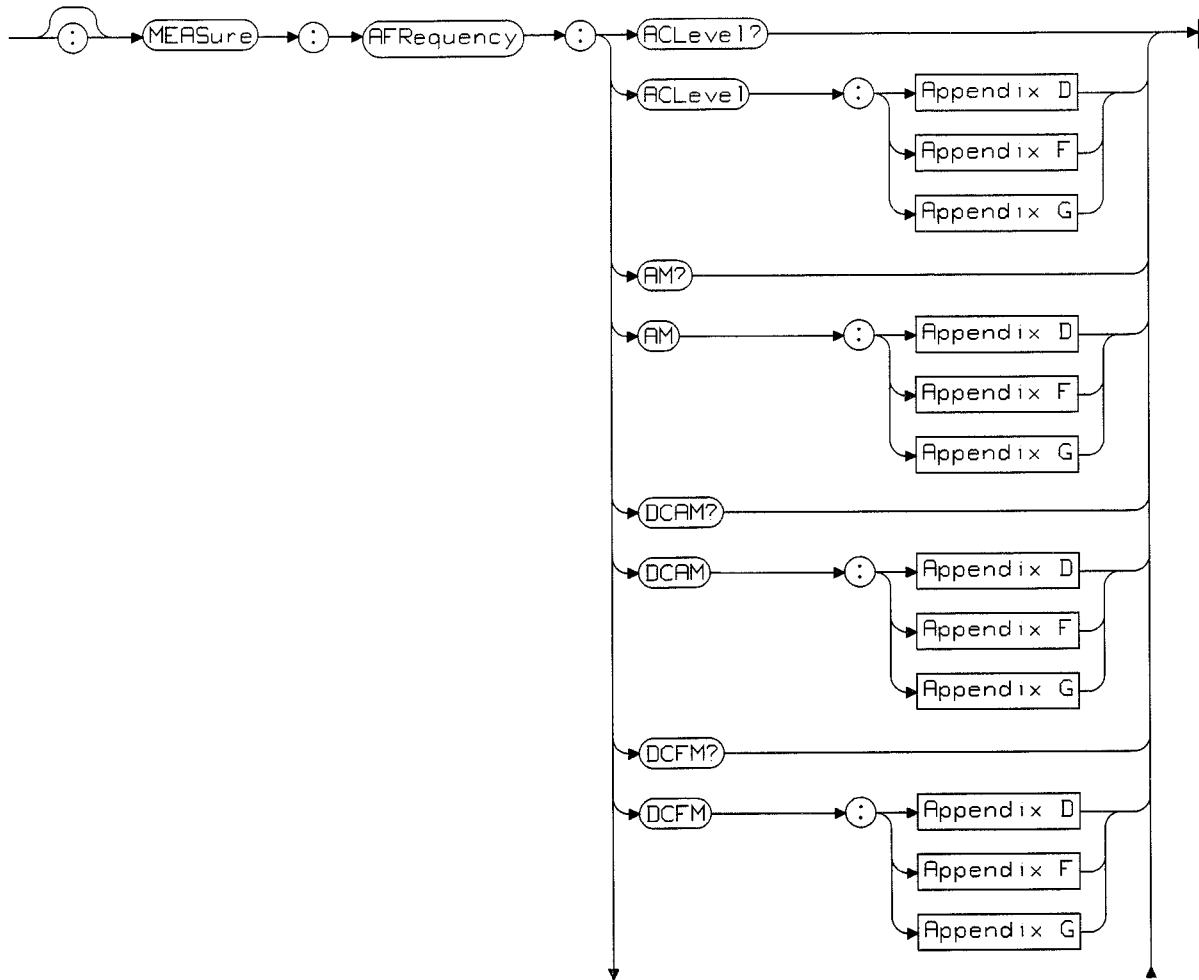 : MEASure : AFRequency : ACLevel?
ACLevel : Appendix D
Appendix F
Appendix G
AM?
AM : Appendix D
Appendix F
Appendix G
DCAM?
DCAM : Appendix D
Appendix F
Appendix G
DCFM?
DCFM : Appendix D
Appendix F
Appendix G